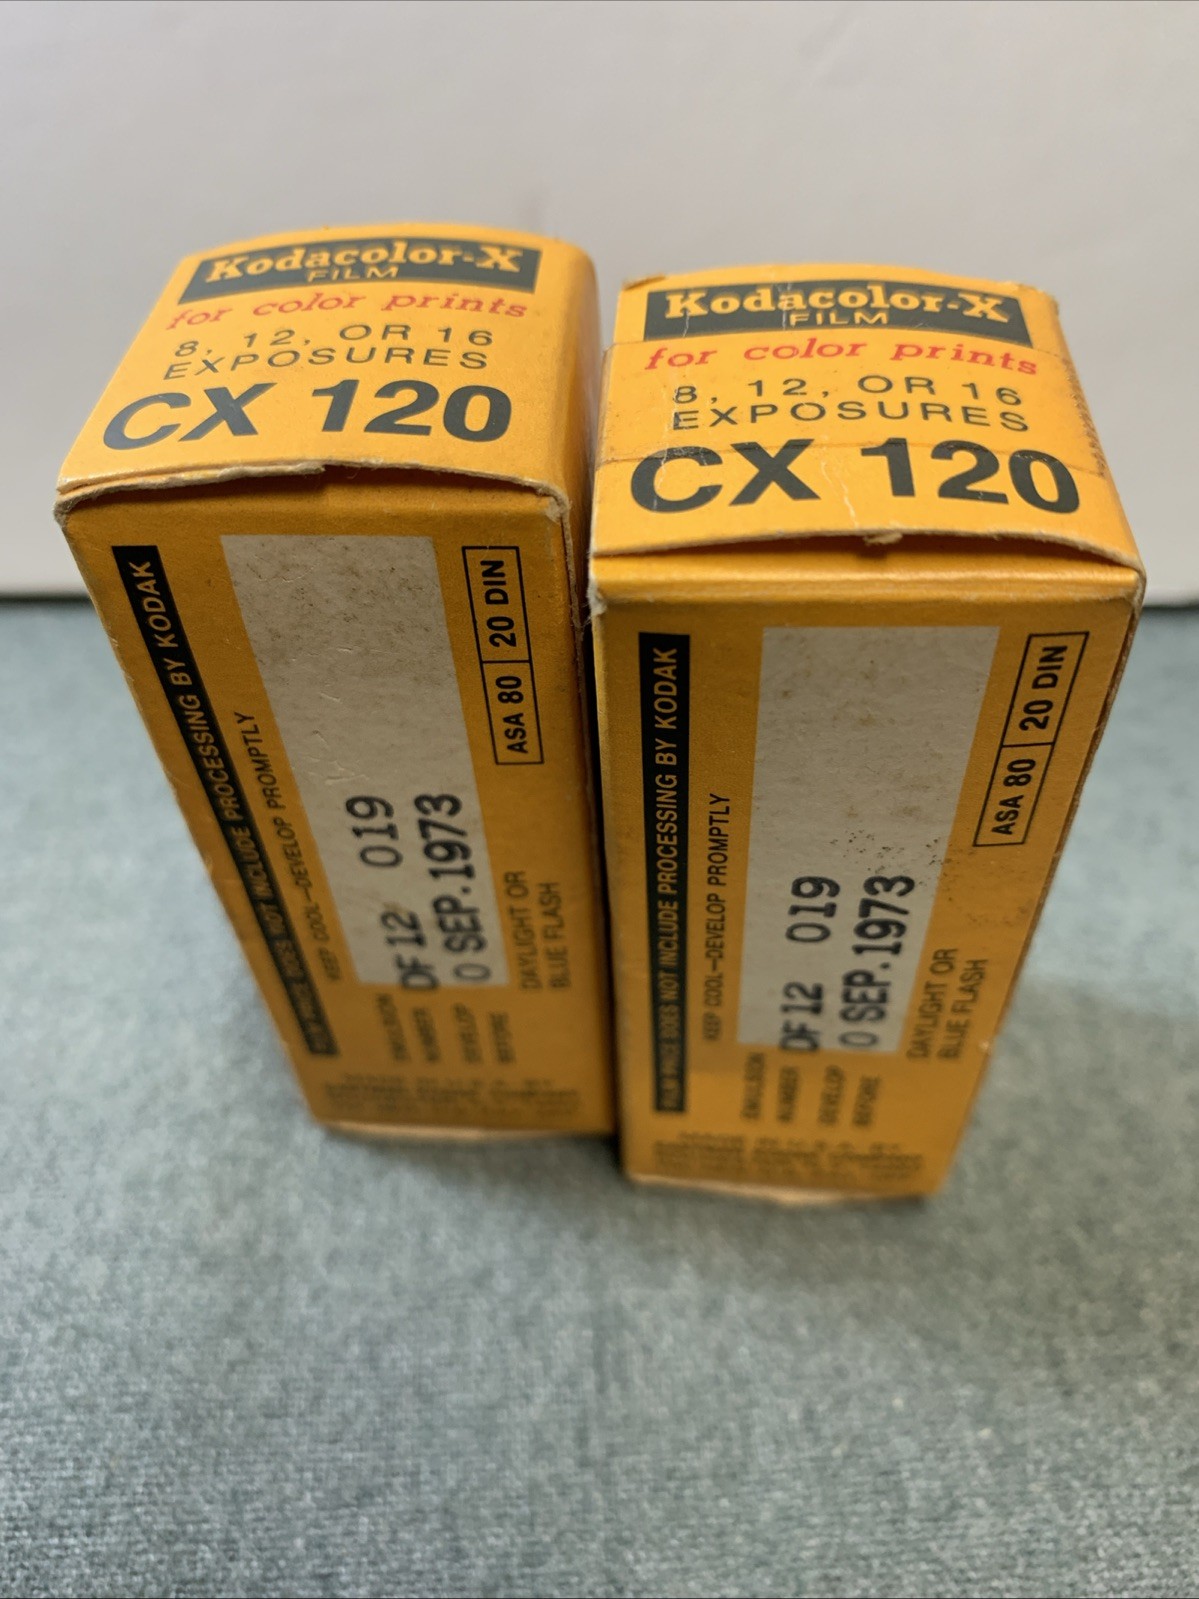 Kodacolor-X
FILM
for color prints
8, 12, OR 16
EXPOSURES
CX 120
FILM PRICE DOES NOT INCLUDE PROCESSING BY KODAK
KEEP COOL—DEVELOP PROMPTLY
EMULSION
NUMBER
DF12 019
DEVELOP
BEFORE
0 SEP. 1973
ASA 80 20 DIN
DAYLIGHT OR
BLUE FLASH
Kodacolor-X
FILM
for color prints
8, 12, OR 16
EXPOSURES
CX 120
FILM PRICE DOES NOT INCLUDE PROCESSING BY KODAK
KEEP COOL—DEVELOP PROMPTLY
EMULSION
NUMBER
DF12 019
DEVELOP
BEFORE
0 SEP. 1973
ASA 80 20 DIN
DAYLIGHT OR
BLUE FLASH